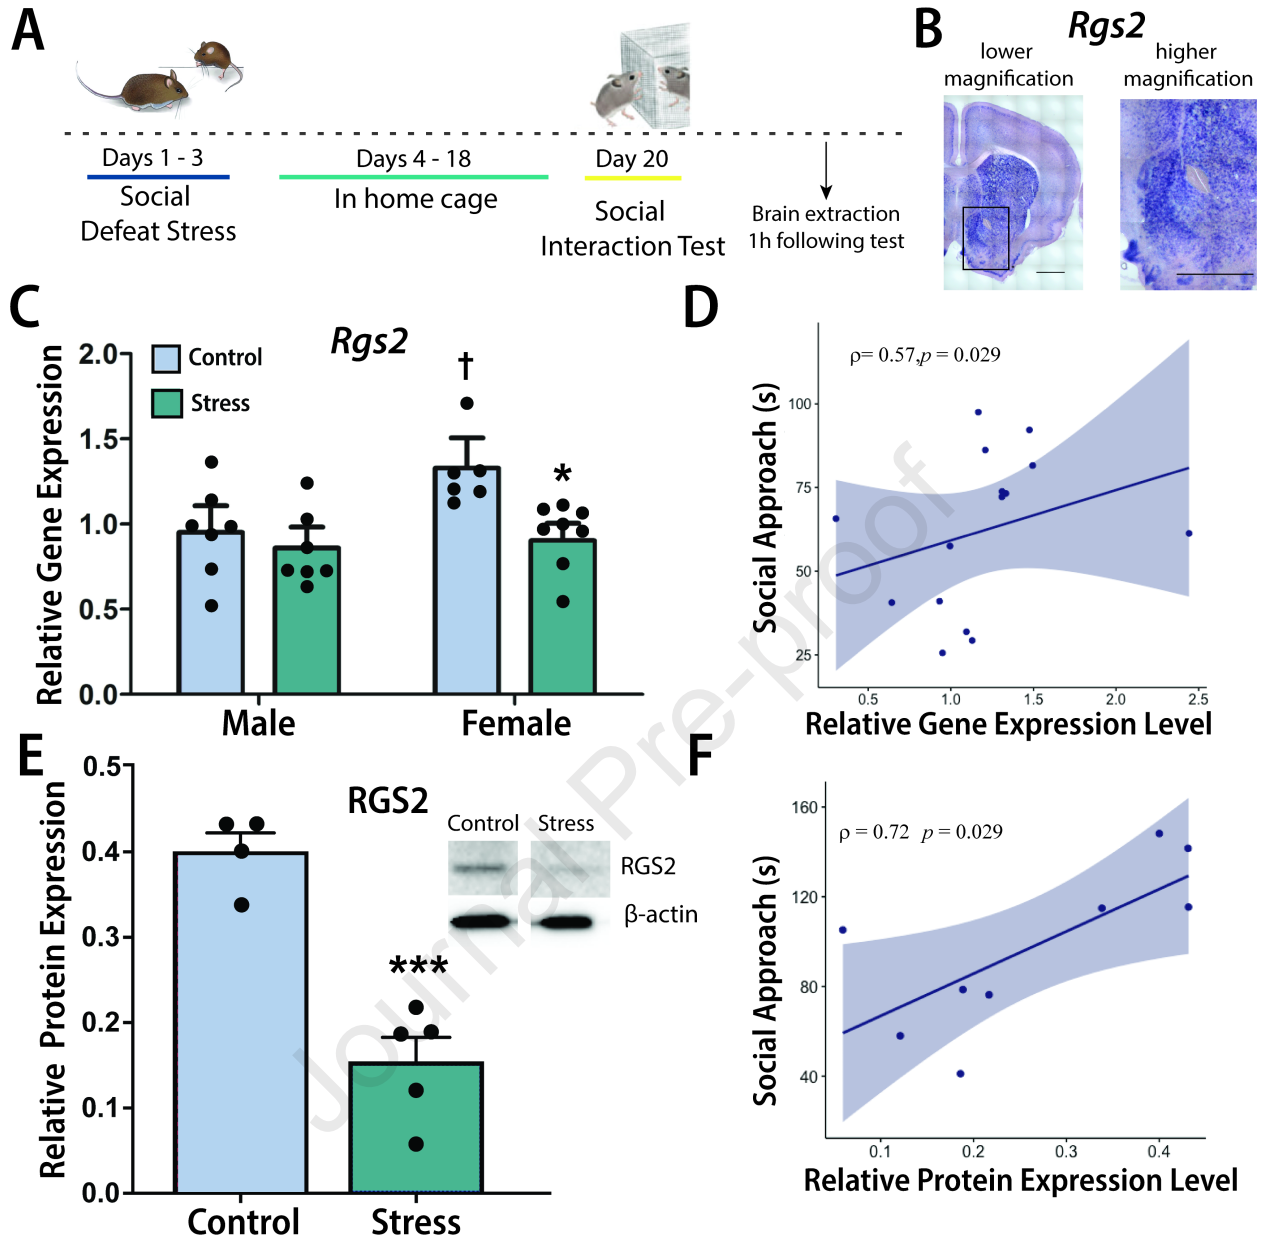 A
Days 1 - 3
Social
Defeat Stress
Days 4 - 18
In home cage
Day 20
Social
Interaction Test
Brain extraction
1h following test
B
Rgs2
lower
magnification
higher
magnification
C
Rgs2
Control
Stress
Relative Gene Expression
2.0
1.5
1.0
0.5
0.0
†
*
Male
Female
D
ρ= 0.57,p = 0.029
Social Approach (s)
100
75
50
25
0.5
1.0
1.5
2.0
2.5
Relative Gene Expression Level
E
RGS2
Relative Protein Expression
0.5
0.4
0.3
0.2
0.1
0.0
***
Control
Stress
RGS2
β-actin
Control
Stress
F
ρ = 0.72 p = 0.029
Social Approach (s)
160
120
80
40
0.1
0.2
0.3
0.4
Relative Protein Expression Level
Journal Pre-proof